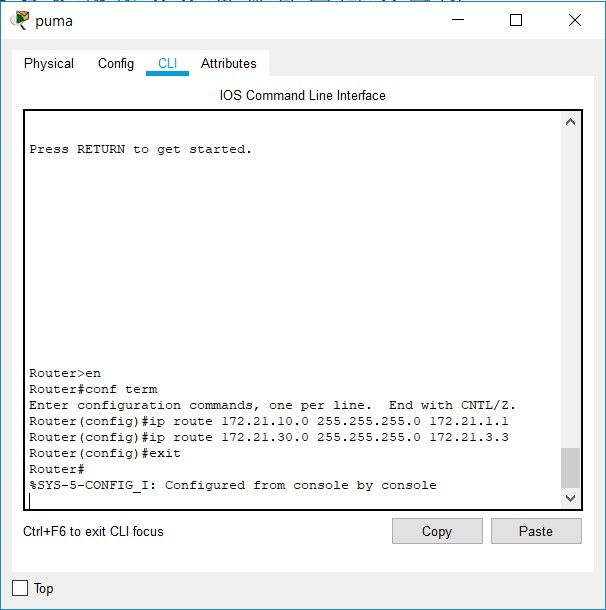 puma
Physical Config CLI Attributes
IOS Command Line Interface
Press RETURN to get started.
Router>en
Router#conf term
Enter configuration commands, one per line.  End with CNTL/Z.
Router(config)#ip route 172.21.10.0 255.255.255.0 172.21.1.1
Router(config)#ip route 172.21.30.0 255.255.255.0 172.21.3.3
Router(config)#exit
Router#
%SYS-5-CONFIG_I: Configured from console by console
Ctrl+F6 to exit CLI focus Copy Paste
Top